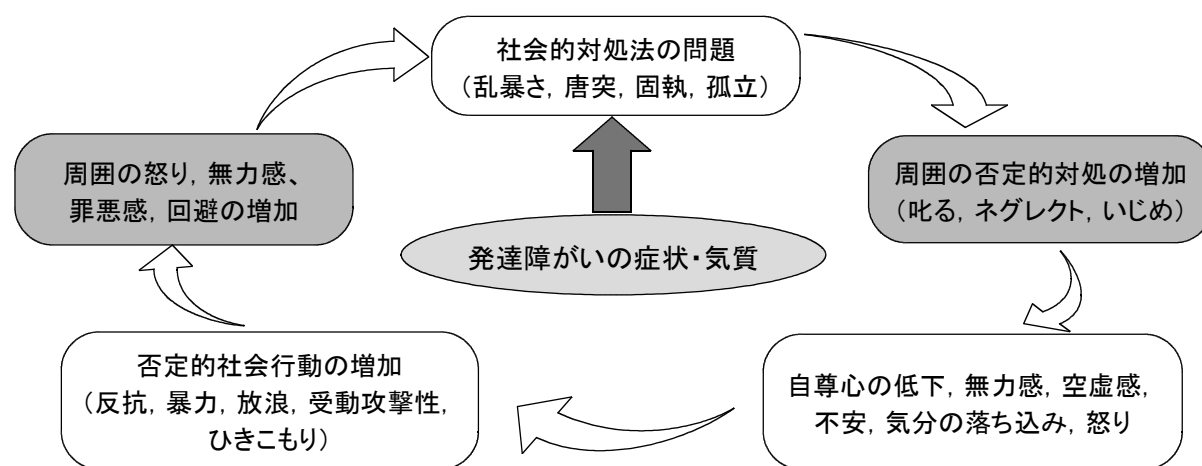 社会的対処法の問題
（乱暴さ，唐突，固執，孤立）
周囲の怒り，無力感、
罪悪感，回避の増加
周囲の否定的対処の増加
（叱る，ネグレクト，いじめ）
発達障がいの症状・気質
否定的社会行動の増加
（反抗，暴力，放浪，受動攻撃性，
ひきこもり）
自尊心の低下，無力感，空虚感，
不安，気分の落ち込み，怒り